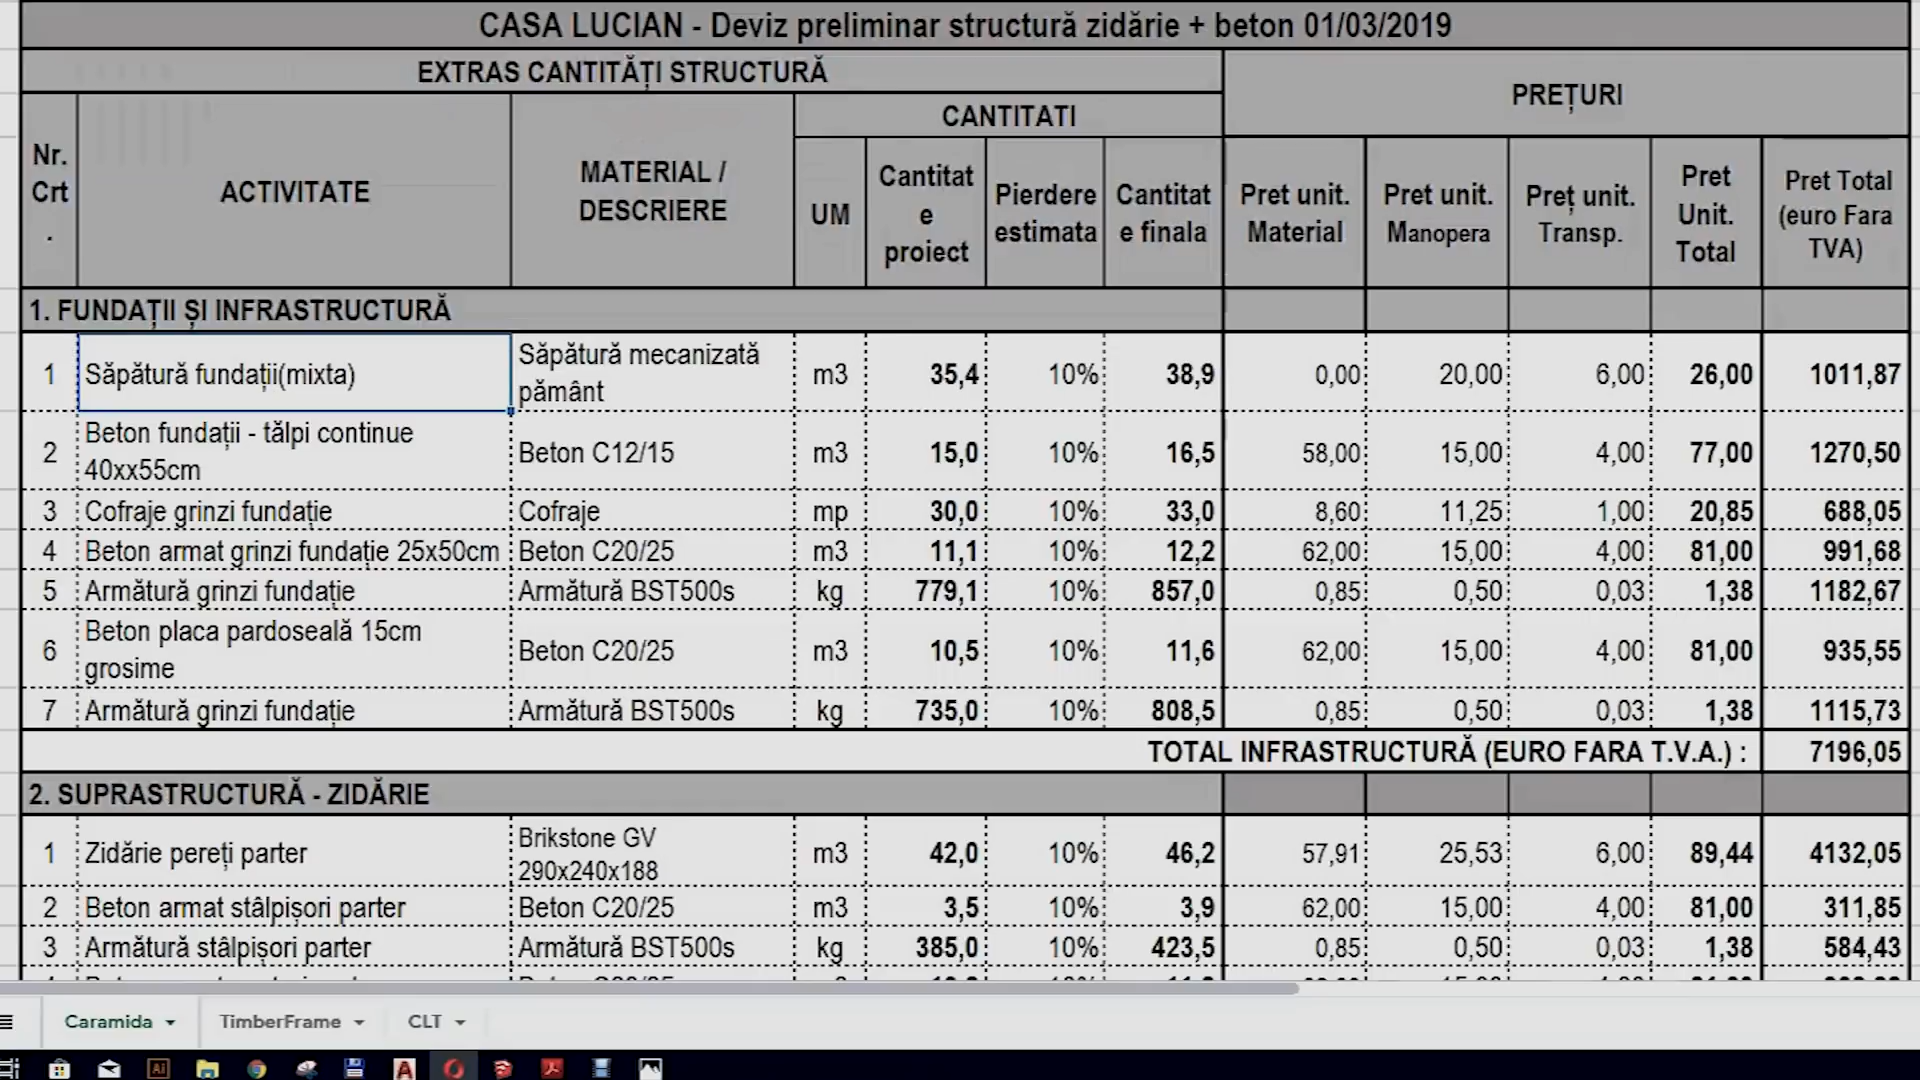 CASA LUCIAN - Deviz preliminar structură zidărie + beton 01/03/2019
EXTRAS CANTITĂȚI STRUCTURĂ
PREȚURI
CANTITATI
Nr. Crt .
ACTIVITATE
MATERIAL / DESCRIERE
UM
Cantitat e proiect
Pierdere estimata
Cantitat e finala
Pret unit. Material
Pret unit. Manopera
Preț unit. Transp.
Pret Unit. Total
Pret Total (euro Fara TVA)
1. FUNDAȚII ȘI INFRASTRUCTURĂ
1 Săpătură fundații(mixta) Săpătură mecanizată pământ m3 35,4 10% 38,9 0,00 20,00 6,00 26,00 1011,87
2 Beton fundații - tălpi continue 40xx55cm Beton C12/15 m3 15,0 10% 16,5 58,00 15,00 4,00 77,00 1270,50
3 Cofraje grinzi fundație Cofraje mp 30,0 10% 33,0 8,60 11,25 1,00 20,85 688,05
4 Beton armat grinzi fundație 25x50cm Beton C20/25 m3 11,1 10% 12,2 62,00 15,00 4,00 81,00 991,68
5 Armătură grinzi fundație Armătură BST500s kg 779,1 10% 857,0 0,85 0,50 0,03 1,38 1182,67
6 Beton placa pardoseală 15cm grosime Beton C20/25 m3 10,5 10% 11,6 62,00 15,00 4,00 81,00 935,55
7 Armătură grinzi fundație Armătură BST500s kg 735,0 10% 808,5 0,85 0,50 0,03 1,38 1115,73
TOTAL INFRASTRUCTURĂ (EURO FARA T.V.A.) : 7196,05
2. SUPRASTRUCTURĂ - ZIDĂRIE
1 Zidărie pereți parter Brikstone GV 290x240x188 m3 42,0 10% 46,2 57,91 25,53 6,00 89,44 4132,05
2 Beton armat stâlpișori parter Beton C20/25 m3 3,5 10% 3,9 62,00 15,00 4,00 81,00 311,85
3 Armătură stâlpișori parter Armătură BST500s kg 385,0 10% 423,5 0,85 0,50 0,03 1,38 584,43
Caramida TimberFrame CLT
Ai